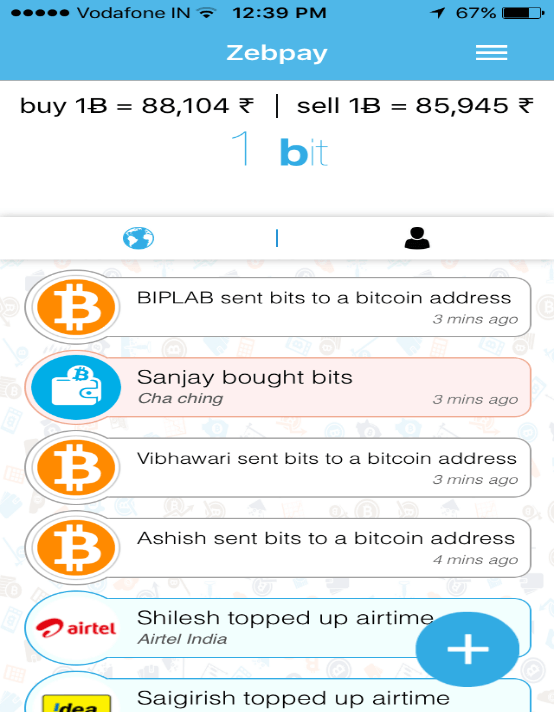 Vodafone IN 12:39 PM 67%
Zebpay
buy 1Ƀ = 88,104 ₹ | sell 1Ƀ = 85,945 ₹
1 bit
BIPLAB sent bits to a bitcoin address
3 mins ago
Sanjay bought bits
Cha ching 3 mins ago
Vibhawari sent bits to a bitcoin address
3 mins ago
Ashish sent bits to a bitcoin address
4 mins ago
airtel
Shilesh topped up airtime
Airtel India
!dea
Saigirish topped up airtime